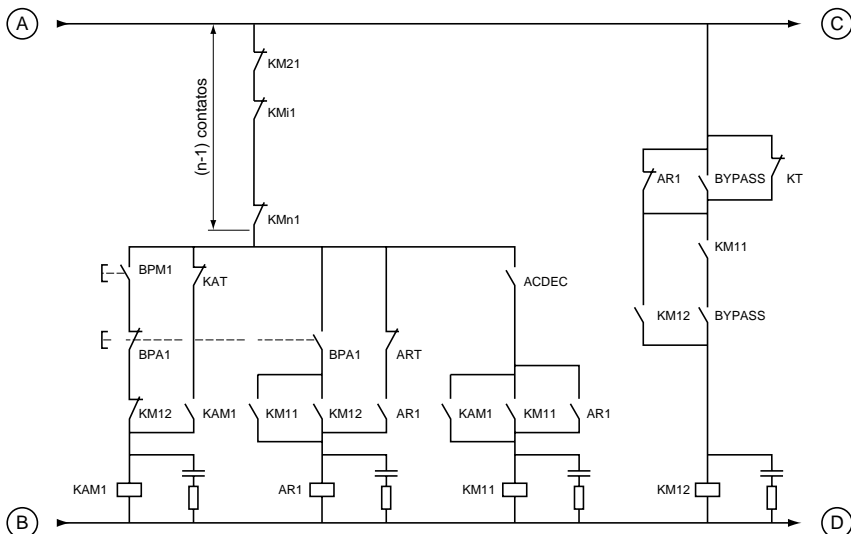 A
C
KM21
KMi1
(n-1) contatos
AR1
BYPASS
KT
KMn1
KM11
BPM1
KAT
ACDEC
KM12
BYPASS
BPA1
BPA1
ART
KM12
KAM1
KM11
KM12
AR1
KAM1
KM11
AR1
KAM1
AR1
KM11
KM12
B
D